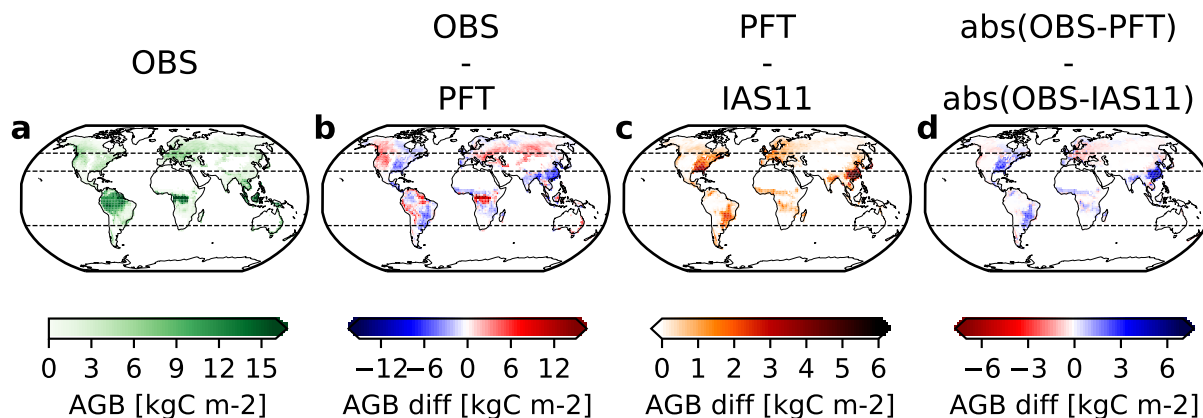 OBS
a
0 3 6 9 12 15
AGB [kgC m-2]
OBS
-
PFT
b
−12 −6 0 6 12
AGB diff [kgC m-2]
PFT
-
IAS11
c
0 1 2 3 4 5 6
AGB diff [kgC m-2]
abs(OBS-PFT)
-
abs(OBS-IAS11)
d
−6 −3 0 3 6
AGB diff [kgC m-2]